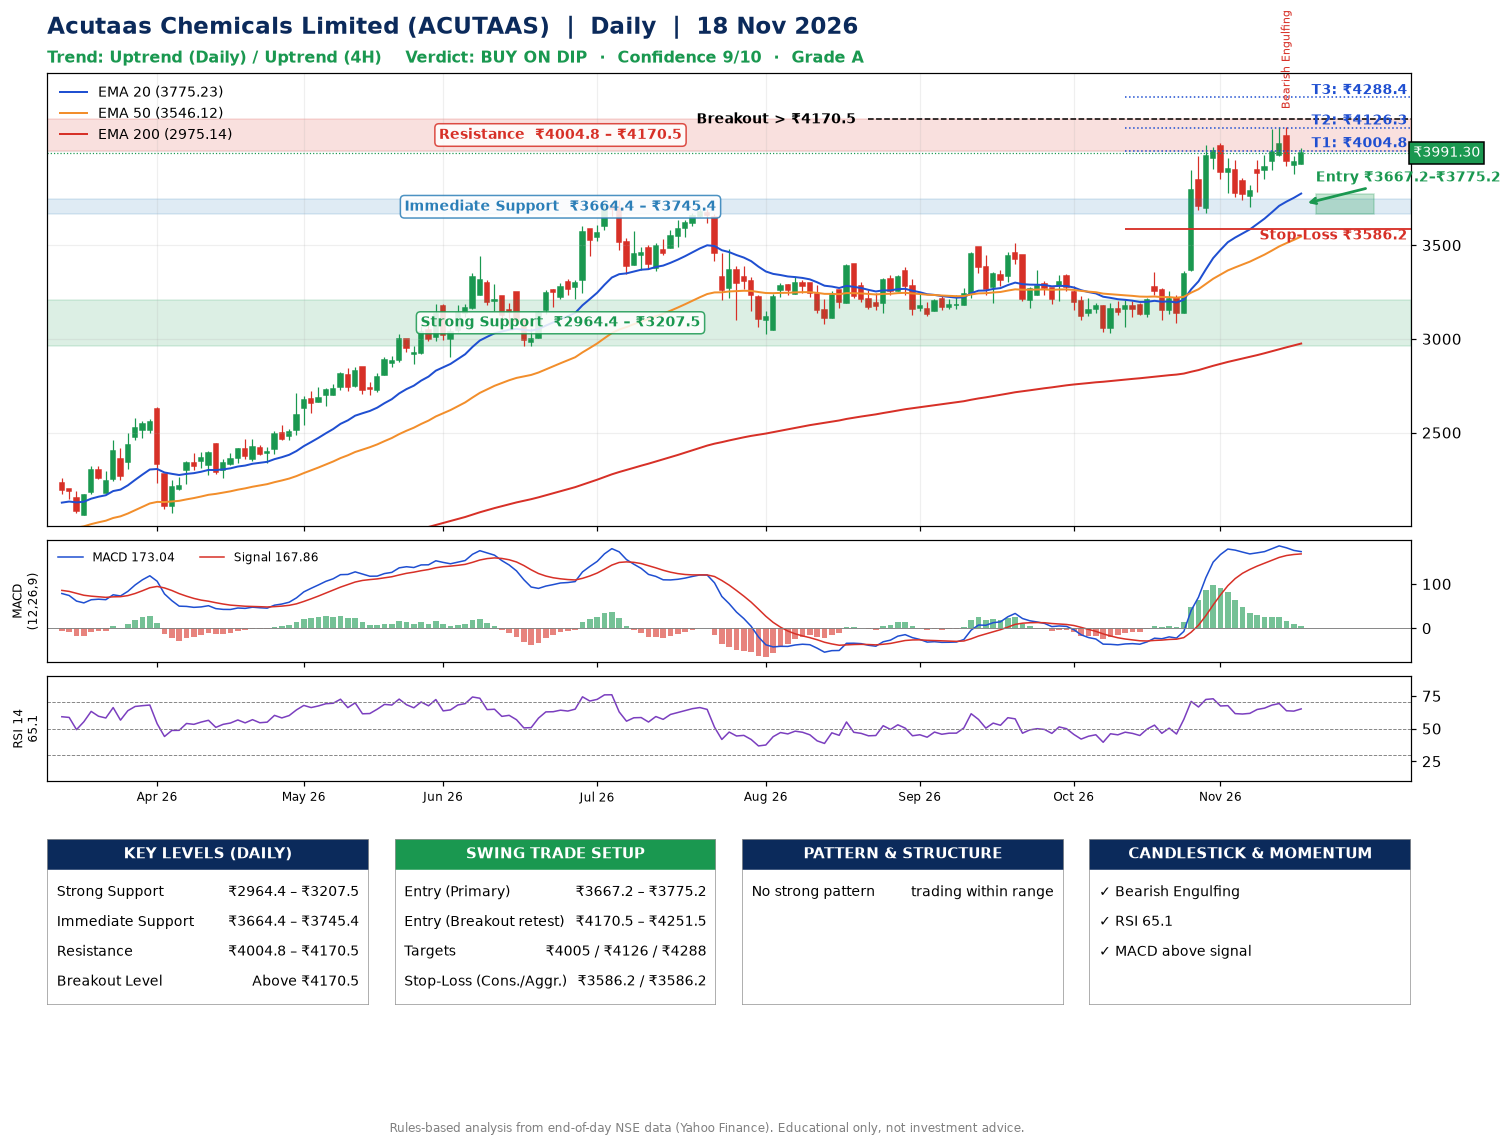 Acutaas Chemicals Limited (ACUTAAS) | Daily | 18 Nov 2026
Trend: Uptrend (Daily) / Uptrend (4H) Verdict: BUY ON DIP · Confidence 9/10 · Grade A
Bearish Engulfing
EMA 20 (3775.23)
EMA 50 (3546.12)
EMA 200 (2975.14)
T3: ₹4288.4
Breakout > ₹4170.5
T2: ₹4126.3
Resistance ₹4004.8 – ₹4170.5
T1: ₹4004.8
₹3991.30
Entry ₹3667.2–₹3775.2
Immediate Support ₹3664.4 – ₹3745.4
Stop-Loss ₹3586.2
3500
Strong Support ₹2964.4 – ₹3207.5
3000
2500
MACD 173.04
Signal 167.86
MACD
(12,26,9)
100
0
RSI 14
65.1
75
50
25
Apr 26
May 26
Jun 26
Jul 26
Aug 26
Sep 26
Oct 26
Nov 26
KEY LEVELS (DAILY)
Strong Support ₹2964.4 – ₹3207.5
Immediate Support ₹3664.4 – ₹3745.4
Resistance ₹4004.8 – ₹4170.5
Breakout Level Above ₹4170.5
SWING TRADE SETUP
Entry (Primary) ₹3667.2 – ₹3775.2
Entry (Breakout retest) ₹4170.5 – ₹4251.5
Targets ₹4005 / ₹4126 / ₹4288
Stop-Loss (Cons./Aggr.) ₹3586.2 / ₹3586.2
PATTERN & STRUCTURE
No strong pattern trading within range
CANDLESTICK & MOMENTUM
✓ Bearish Engulfing
✓ RSI 65.1
✓ MACD above signal
Rules-based analysis from end-of-day NSE data (Yahoo Finance). Educational only, not investment advice.